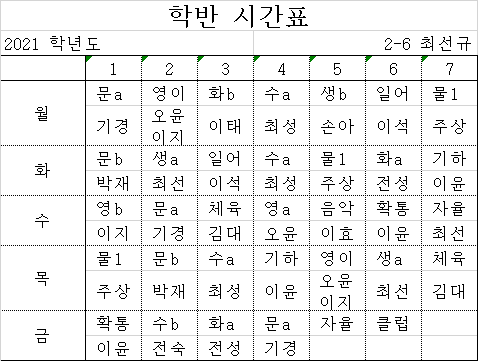 학반 시간표
2021 학년도 2-6 최선규
1 2 3 4 5 6 7
월 문a 영이 화b 수a 생b 일어 물1
기경 오윤이지 이태 최성 손아 이석 주상
화 문b 생a 일어 수a 물1 화a 기하
박재 최선 이석 최성 주상 전성 이윤
수 영b 문a 체육 영a 음악 확통 자율
이지 기경 김대 오윤 이효 이윤 최선
목 물1 문b 수a 기하 영이 생a 체육
주상 박재 최성 이윤 오윤이지 최선 김대
금 확통 수b 화a 문a 자율 클럽
이윤 전숙 전성 기경